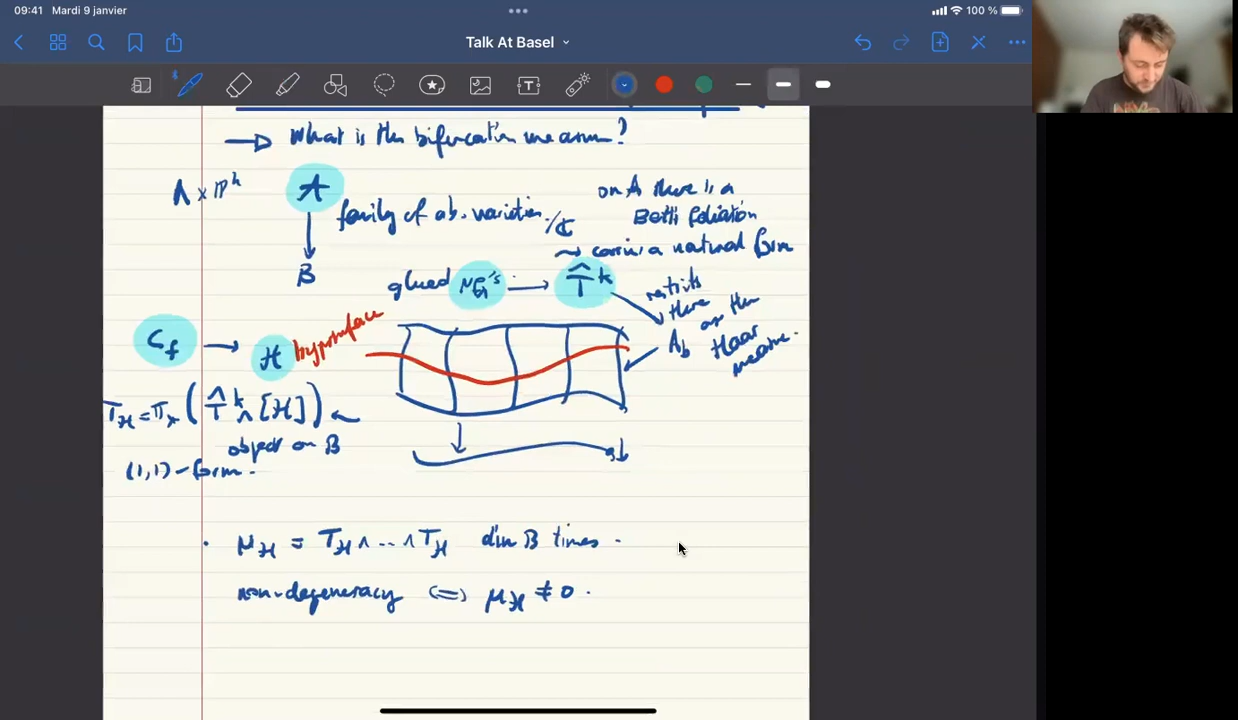 09:41 Mardi 9 janvier
100 %
Talk At Basel
→ What is the bifurcation measure?
Λ × ℙᵏ
A
family of ab. varieties /ℂ
B
on A there is a
Betti foliation
⤳ carries a natural form
glued μ's → T̂ᵏ
restricts
there
as the
Haar
measure.
A_b
C_f → H hypersurface
T_H = π_* (T̂ᵏ ∧ [H]) ←
object on B
(1,1)-form.
· μ_H = T_H ∧ ... ∧ T_H dim B times.
non-degeneracy ⟺ μ_H ≠ 0.